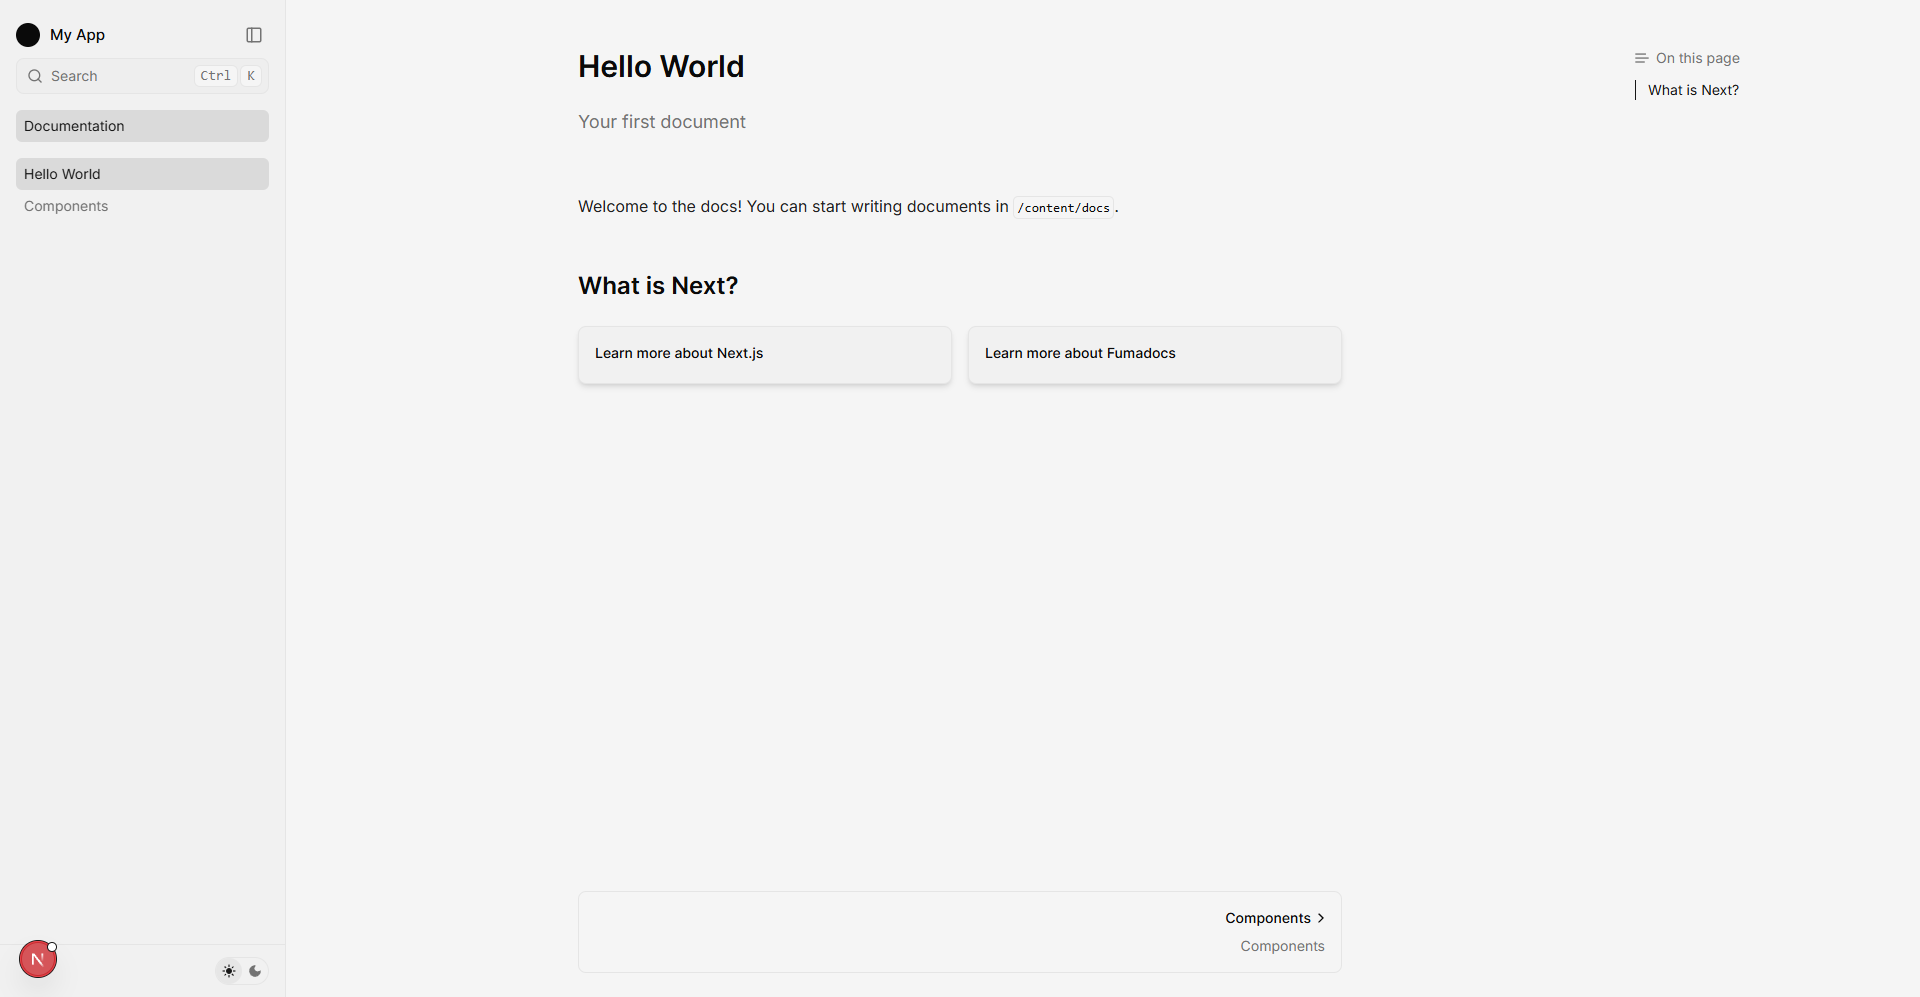 My App
Search Ctrl K
Documentation
Hello World
Components
Hello World
Your first document
Welcome to the docs! You can start writing documents in /content/docs.
What is Next?
Learn more about Next.js
Learn more about Fumadocs
Components
Components
On this page
What is Next?
N